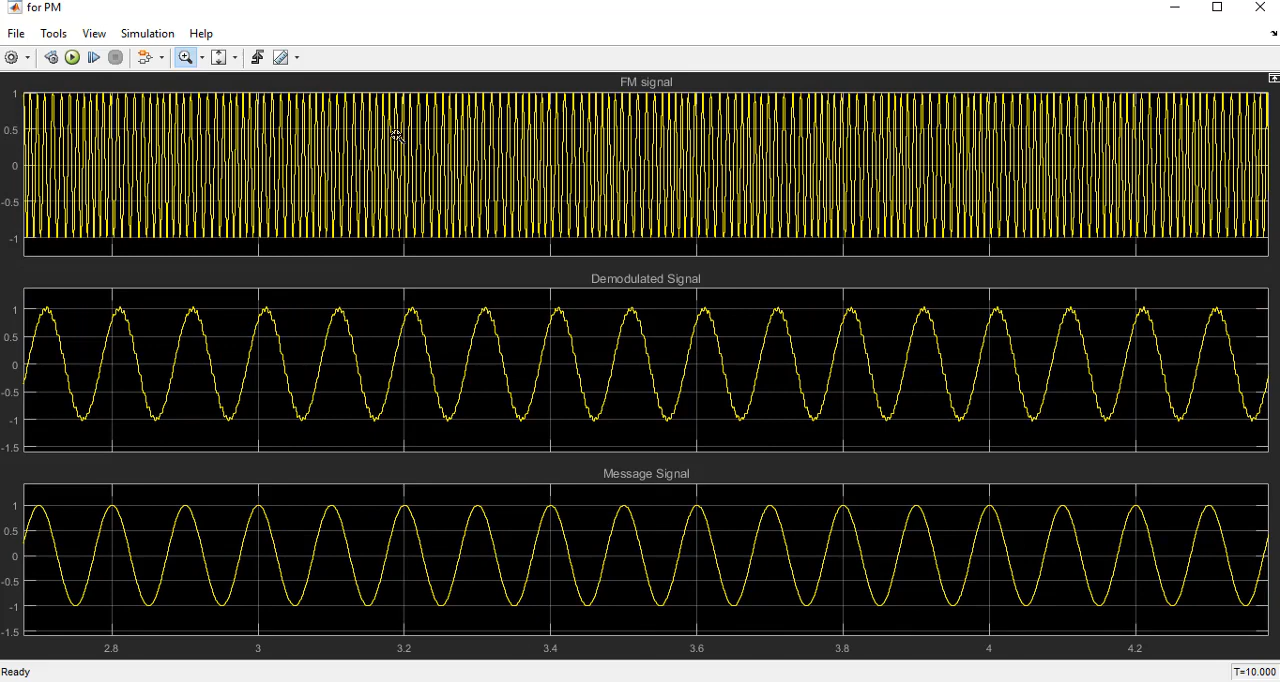 for PM
File Tools View Simulation Help
FM signal
1
0.5
0
-0.5
-1
Demodulated Signal
1
0.5
0
-0.5
-1
-1.5
Message Signal
1
0.5
0
-0.5
-1
-1.5
2.8 3 3.2 3.4 3.6 3.8 4 4.2
Ready T=10.000